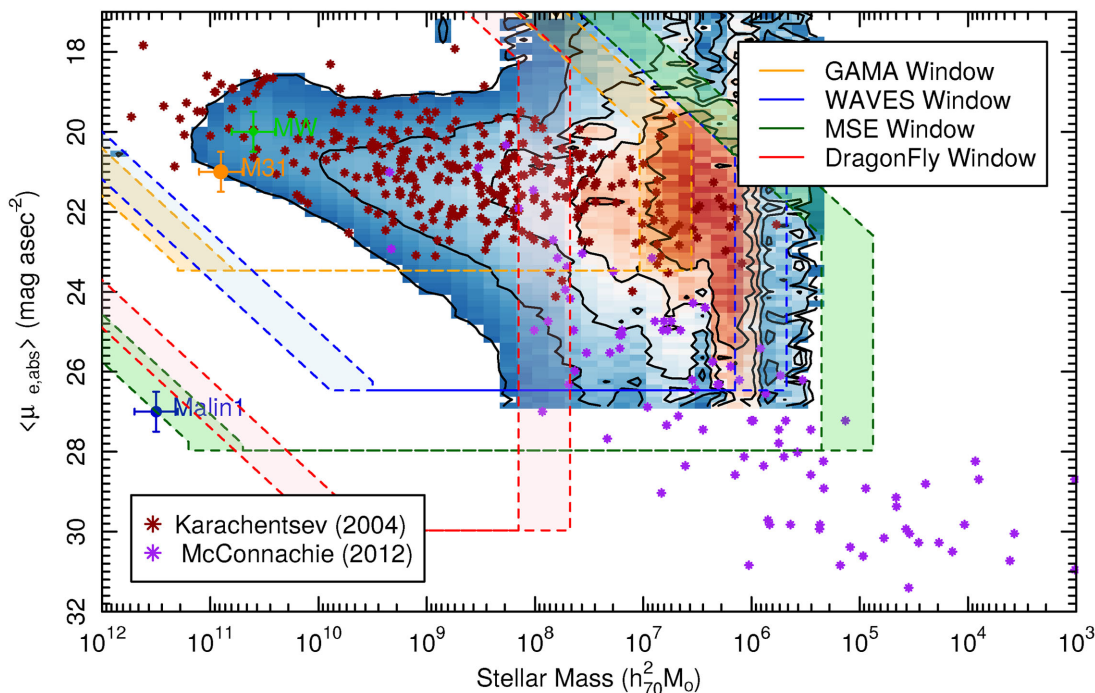 18
20
22
24
26
28
30
32
<μ e,abs> (mag asec⁻²)
GAMA Window
WAVES Window
MSE Window
DragonFly Window
MW
M31
Malin1
Karachentsev (2004)
McConnachie (2012)
10¹² 10¹¹ 10¹⁰ 10⁹ 10⁸ 10⁷ 10⁶ 10⁵ 10⁴ 10³
Stellar Mass (h²₇₀Mₒ)